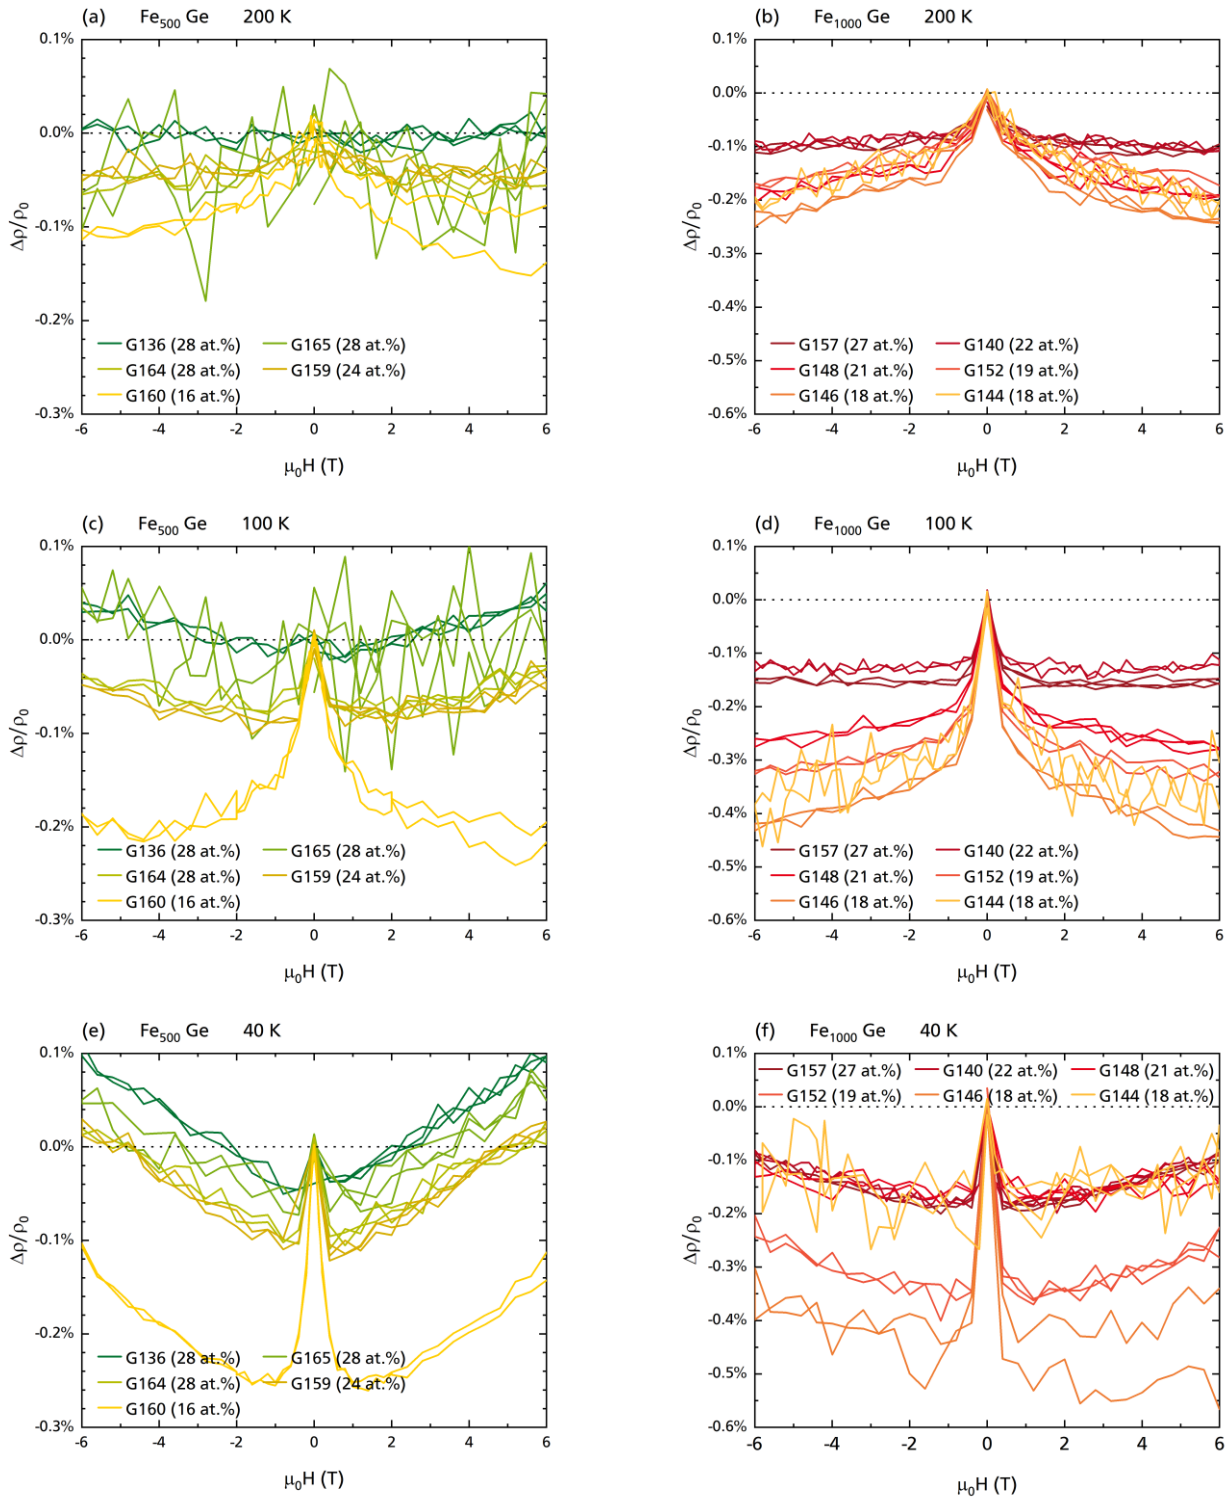 (a) Fe500 Ge 200 K
0.1%
0.0%
-0.1%
-0.2%
-0.3%
Δρ/ρ0
G136 (28 at.%) G165 (28 at.%)
G164 (28 at.%) G159 (24 at.%)
G160 (16 at.%)
-6 -4 -2 0 2 4 6
μ0H (T)
(b) Fe1000 Ge 200 K
0.1%
0.0%
-0.1%
-0.2%
-0.3%
-0.4%
-0.5%
-0.6%
Δρ/ρ0
G157 (27 at.%) G140 (22 at.%)
G148 (21 at.%) G152 (19 at.%)
G146 (18 at.%) G144 (18 at.%)
-6 -4 -2 0 2 4 6
μ0H (T)
(c) Fe500 Ge 100 K
0.1%
0.0%
-0.1%
-0.2%
-0.3%
Δρ/ρ0
G136 (28 at.%) G165 (28 at.%)
G164 (28 at.%) G159 (24 at.%)
G160 (16 at.%)
-6 -4 -2 0 2 4 6
μ0H (T)
(d) Fe1000 Ge 100 K
0.1%
0.0%
-0.1%
-0.2%
-0.3%
-0.4%
-0.5%
-0.6%
Δρ/ρ0
G157 (27 at.%) G140 (22 at.%)
G148 (21 at.%) G152 (19 at.%)
G146 (18 at.%) G144 (18 at.%)
-6 -4 -2 0 2 4 6
μ0H (T)
(e) Fe500 Ge 40 K
0.1%
0.0%
-0.1%
-0.2%
-0.3%
Δρ/ρ0
G136 (28 at.%) G165 (28 at.%)
G164 (28 at.%) G159 (24 at.%)
G160 (16 at.%)
-6 -4 -2 0 2 4 6
μ0H (T)
(f) Fe1000 Ge 40 K
0.1%
0.0%
-0.1%
-0.2%
-0.3%
-0.4%
-0.5%
-0.6%
Δρ/ρ0
G157 (27 at.%) G140 (22 at.%) G148 (21 at.%)
G152 (19 at.%) G146 (18 at.%) G144 (18 at.%)
-6 -4 -2 0 2 4 6
μ0H (T)